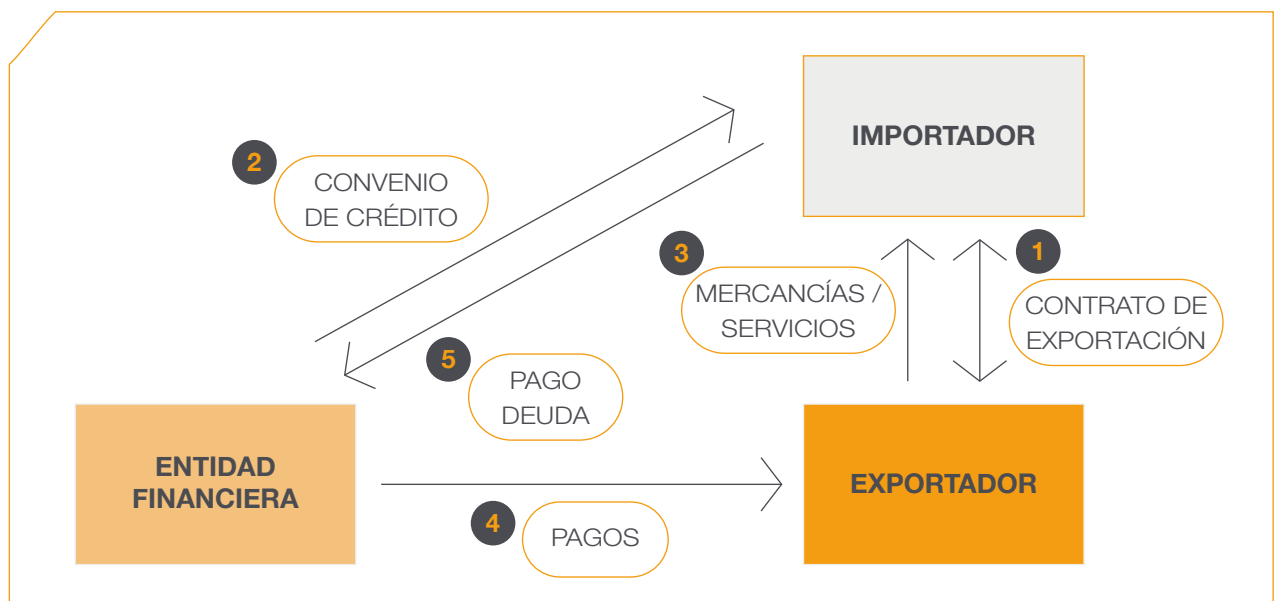 IMPORTADOR
2
CONVENIO
DE CRÉDITO
3
MERCANCÍAS /
SERVICIOS
1
CONTRATO DE
EXPORTACIÓN
5
PAGO
DEUDA
ENTIDAD
FINANCIERA
EXPORTADOR
4
PAGOS